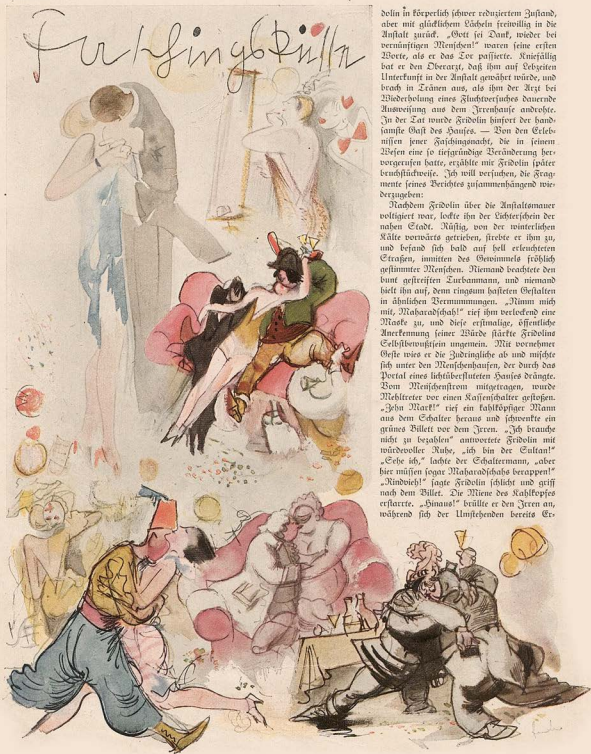 Faschingsküsse
dolin in körperlich schwer reduziertem Zustand,
aber mit glücklichem Lächeln freiwillig in die
Anstalt zurück. „Gott sei Dank, wieder bei
vernünftigen Menschen!“ waren seine ersten
Worte, als er das Tor passierte. Kniefällig
bat er den Oberarzt, daß ihm auf Lebzeiten
Unterkunft in der Anstalt gewährt würde, und
brach in Tränen aus, als ihm der Arzt bei
Wiederholung eines Fluchtversuches dauernde
Ausweisung aus dem Irrenhause androhte.
In der Tat wurde Fridolin hinfort der hand-
samste Gast des Hauses. — Von den Erleb-
nissen jener Faschingsnacht, die in seinem
Wesen eine so tiefgründige Veränderung her-
vorgerufen hatte, erzählte mir Fridolin später
bruchstückweise. Ich will versuchen, die Frag-
mente seines Berichtes zusammenhängend wie-
derzugeben:
Nachdem Fridolin über die Anstaltsmauer
voltigiert war, lockte ihn der Lichterschein der
nahen Stadt. Rüstig, von der winterlichen
Kälte vorwärts getrieben, strebte er ihm zu,
und befand sich bald auf hell erleuchteten
Straßen, inmitten des Gewimmels fröhlich
gestimmter Menschen. Niemand beachtete den
bunt gestreiften Turbanmann, und niemand
hielt ihn auf, denn ringsum hasteten Gestalten
in ähnlichen Vermummungen. „Nimm mich
mit, Maharadschah!“ rief ihm verlockend eine
Maske zu, und diese erstmalige, öffentliche
Anerkennung seiner Würde stärkte Fridolins
Selbstbewußtsein ungemein. Mit vornehmer
Geste wies er die Zudringliche ab und mischte
sich unter den Menschenhaufen, der durch das
Portal eines lichtüberfluteten Hauses drängte.
Vom Menschenstrom mitgetragen, wurde
Mehltreter vor einen Kassenschalter gestoßen.
„Zehn Mark!“ rief ein kahlköpfiger Mann
aus dem Schalter heraus und schwenkte ein
grünes Billett vor dem Irren. „Ich brauche
nicht zu bezahlen“ antwortete Fridolin mit
würdevoller Ruhe, „ich bin der Sultan!“
„Sehe ich,“ lachte der Schaltermann, „aber
hier müssen sogar Maharadschahs berappen!“
„Rindvieh!“ sagte Fridolin schlicht und griff
nach dem Billet. Die Miene des Kahlkopfes
erstarrte. „Hinaus!“ brüllte er den Irren an,
während sich der Umstehenden bereits Er-